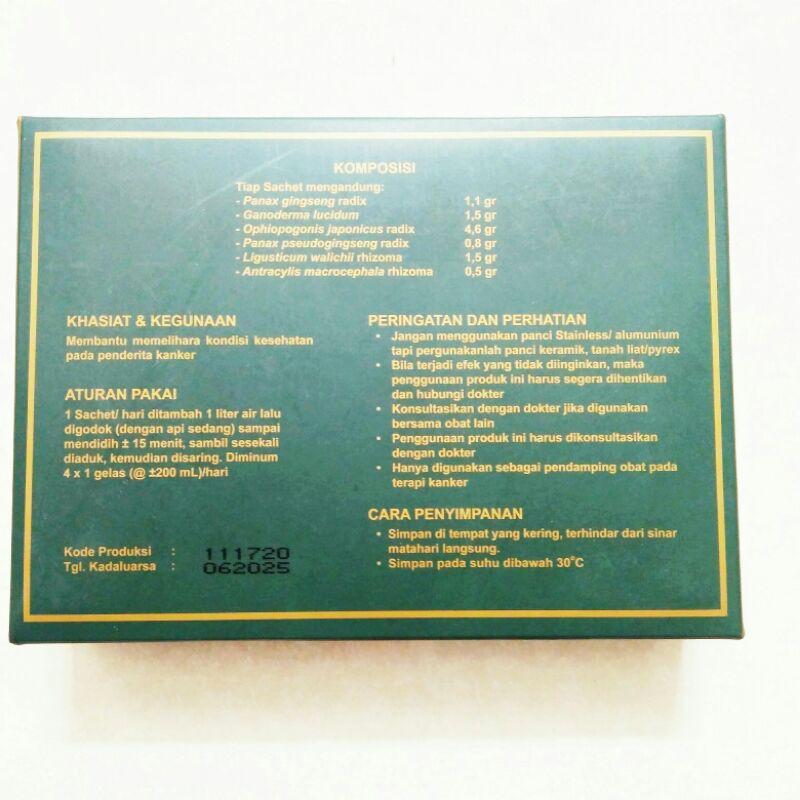 KOMPOSISI
Tiap Sachet mengandung:
- Panax gingseng radix 1,1 gr
- Ganoderma lucidum 1,5 gr
- Ophiopogonis japonicus radix 4,6 gr
- Panax pseudogingseng radix 0,8 gr
- Ligusticum walichii rhizoma 1,5 gr
- Antracylis macrocephala rhizoma 0,5 gr
KHASIAT & KEGUNAAN
Membantu memelihara kondisi kesehatan
pada penderita kanker
ATURAN PAKAI
1 Sachet/ hari ditambah 1 liter air lalu
digodok (dengan api sedang) sampai
mendidih ± 15 menit, sambil sesekali
diaduk, kemudian disaring. Diminum
4 x 1 gelas (@ ±200 mL)/hari
Kode Produksi : 111720
Tgl. Kadaluarsa : 062025
PERINGATAN DAN PERHATIAN
• Jangan menggunakan panci Stainless/ alumunium
tapi pergunakanlah panci keramik, tanah liat/pyrex
• Bila terjadi efek yang tidak diinginkan, maka
penggunaan produk ini harus segera dihentikan
dan hubungi dokter
• Konsultasikan dengan dokter jika digunakan
bersama obat lain
• Penggunaan produk ini harus dikonsultasikan
dengan dokter
• Hanya digunakan sebagai pendamping obat pada
terapi kanker
CARA PENYIMPANAN
• Simpan di tempat yang kering, terhindar dari sinar
matahari langsung.
• Simpan pada suhu dibawah 30°C